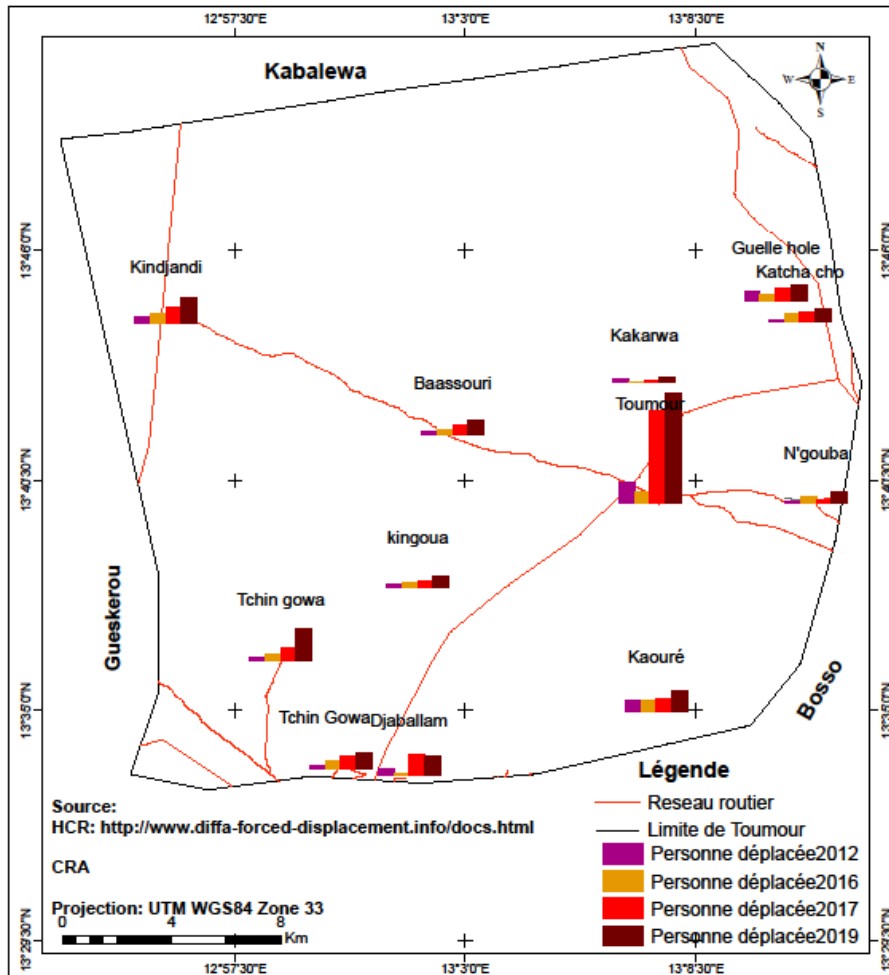 12°57'30"E 13°3'0"E 13°8'30"E
Kabalewa
N
W E
S
13°46'0"N 13°46'0"N
Guelle hole
Kindjandi
Katcha cho
Kakarwa
Baassouri
Toumour
N'gouba
13°40'30"N 13°40'30"N
kingoua
Gueskerou
Tchin gowa
Kaouré
Bosso
13°35'0"N 13°35'0"N
Tchin Gowa
Djaballam
Légende
Source:
HCR: http://www.diffa-forced-displacement.info/docs.html
CRA
Projection: UTM WGS84 Zone 33
0 4 8
Km
Reseau routier
Limite de Toumour
Personne déplacée2012
Personne déplacée2016
Personne déplacée2017
Personne déplacée2019
13°29'30"N 13°29'30"N
12°57'30"E 13°3'0"E 13°8'30"E